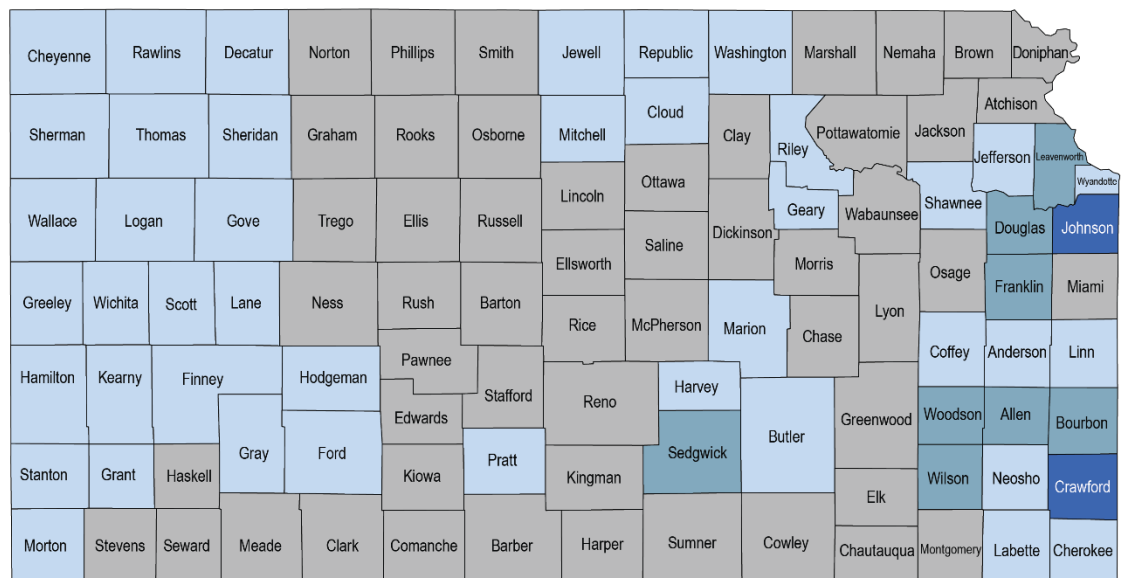 Cheyenne
Rawlins
Decatur
Norton
Phillips
Smith
Jewell
Republic
Washington
Marshall
Nemaha
Brown
Doniphan
Atchison
Sherman
Thomas
Sheridan
Graham
Rooks
Osborne
Mitchell
Cloud
Clay
Riley
Pottawatomie
Jackson
Jefferson
Leavenworth
Wyandotte
Lincoln
Ottawa
Wallace
Logan
Gove
Trego
Ellis
Russell
Saline
Dickinson
Geary
Wabaunsee
Shawnee
Douglas
Johnson
Ellsworth
Morris
Osage
Franklin
Miami
Greeley
Wichita
Scott
Lane
Ness
Rush
Barton
Rice
McPherson
Marion
Chase
Lyon
Coffey
Anderson
Linn
Pawnee
Hamilton
Kearny
Finney
Hodgeman
Stafford
Reno
Harvey
Edwards
Greenwood
Woodson
Allen
Bourbon
Gray
Ford
Pratt
Kingman
Sedgwick
Butler
Stanton
Grant
Haskell
Kiowa
Elk
Wilson
Neosho
Crawford
Morton
Stevens
Seward
Meade
Clark
Comanche
Barber
Harper
Sumner
Cowley
Chautauqua
Montgomery
Labette
Cherokee